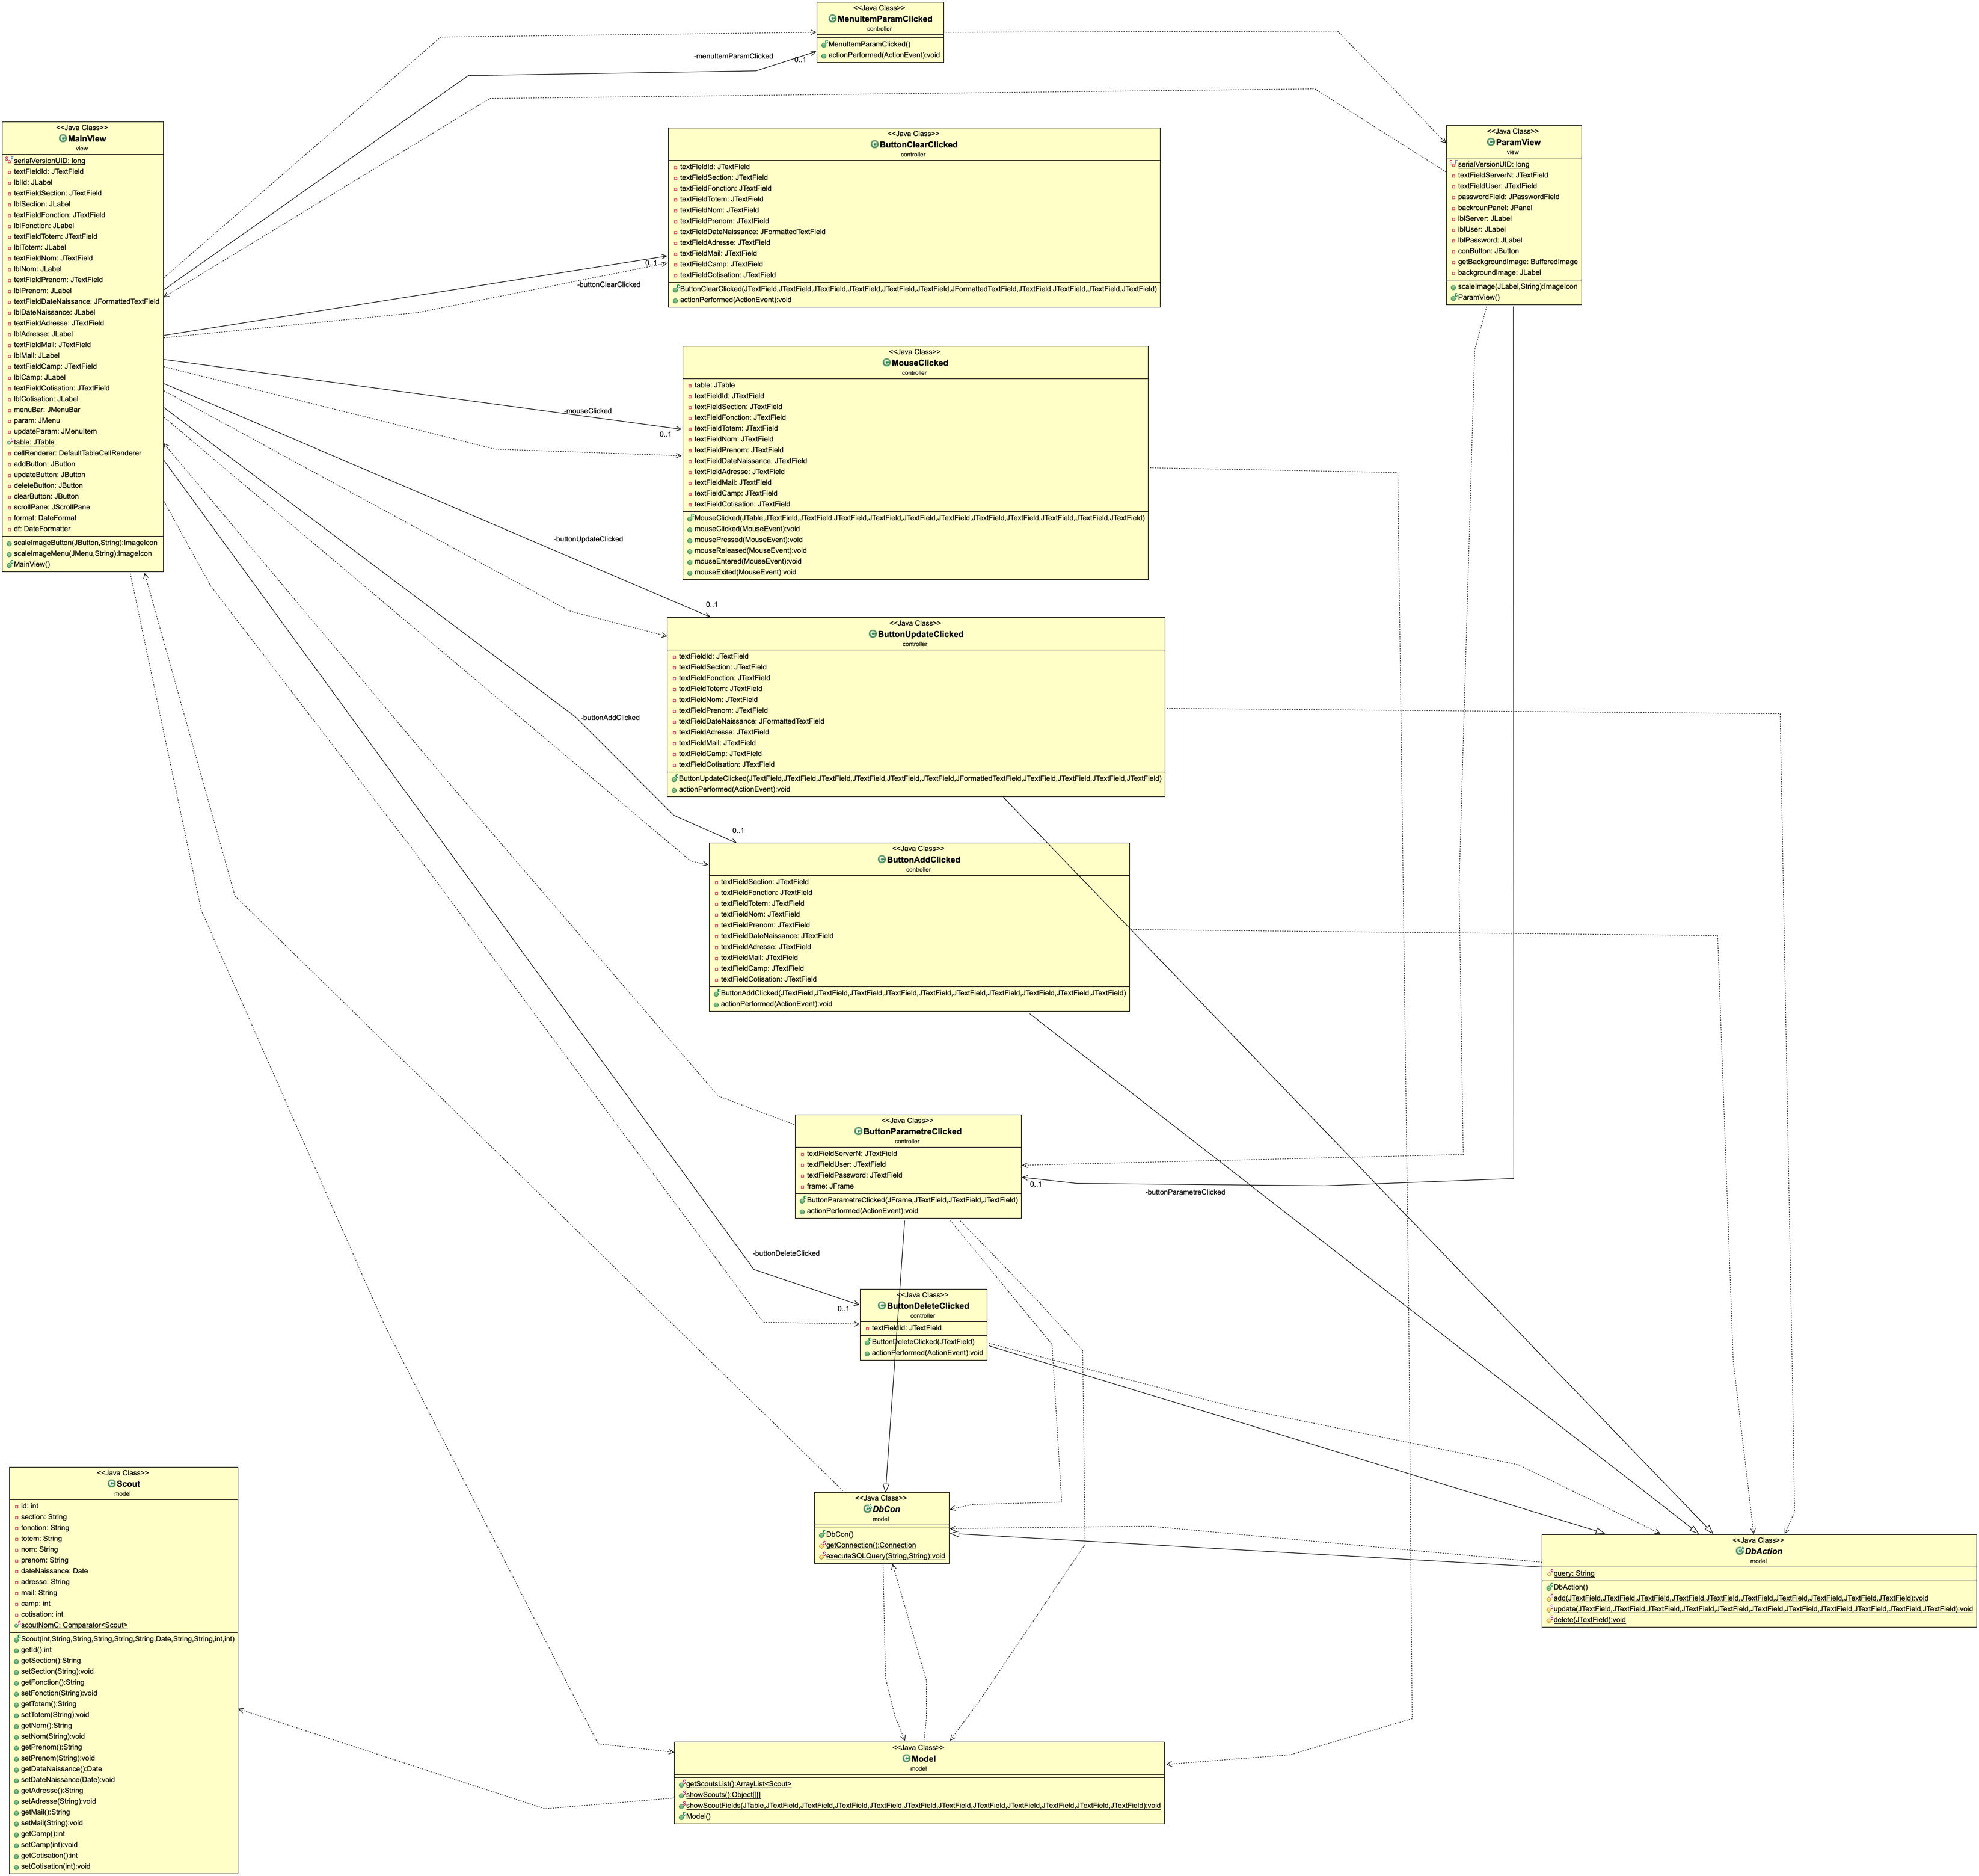 <<Java Class>>
MenuItemParamClicked
controller
MenuItemParamClicked()
actionPerformed(ActionEvent):void
-menuItemParamClicked
0..1
<<Java Class>>
MainView
view
serialVersionUID: long
textFieldId: JTextField
lblId: JLabel
textFieldSection: JTextField
lblSection: JLabel
textFieldFonction: JTextField
lblFonction: JLabel
textFieldTotem: JTextField
lblTotem: JLabel
textFieldNom: JTextField
lblNom: JLabel
textFieldPrenom: JTextField
lblPrenom: JLabel
textFieldDateNaissance: JFormattedTextField
lblDateNaissance: JLabel
textFieldAdresse: JTextField
lblAdresse: JLabel
textFieldMail: JTextField
lblMail: JLabel
textFieldCamp: JTextField
lblCamp: JLabel
textFieldCotisation: JTextField
lblCotisation: JLabel
menuBar: JMenuBar
param: JMenu
updateParam: JMenuItem
table: JTable
cellRenderer: DefaultTableCellRenderer
addButton: JButton
updateButton: JButton
deleteButton: JButton
clearButton: JButton
scrollPane: JScrollPane
format: DateFormat
df: DateFormatter
scaleImageButton(JButton,String):ImageIcon
scaleImageMenu(JMenu,String):ImageIcon
MainView()
<<Java Class>>
ButtonClearClicked
controller
textFieldId: JTextField
textFieldSection: JTextField
textFieldFonction: JTextField
textFieldTotem: JTextField
textFieldNom: JTextField
textFieldPrenom: JTextField
textFieldDateNaissance: JFormattedTextField
textFieldAdresse: JTextField
textFieldMail: JTextField
textFieldCamp: JTextField
textFieldCotisation: JTextField
ButtonClearClicked(JTextField,JTextField,JTextField,JTextField,JTextField,JTextField,JFormattedTextField,JTextField,JTextField,JTextField,JTextField)
actionPerformed(ActionEvent):void
0..1
-buttonClearClicked
<<Java Class>>
ParamView
view
serialVersionUID: long
textFieldServerN: JTextField
textFieldUser: JTextField
passwordField: JPasswordField
backrounPanel: JPanel
lblServer: JLabel
lblUser: JLabel
lblPassword: JLabel
conButton: JButton
getBackgroundImage: BufferedImage
backgroundImage: JLabel
scaleImage(JLabel,String):ImageIcon
ParamView()
<<Java Class>>
MouseClicked
controller
table: JTable
textFieldId: JTextField
textFieldSection: JTextField
textFieldFonction: JTextField
textFieldTotem: JTextField
textFieldNom: JTextField
textFieldPrenom: JTextField
textFieldDateNaissance: JTextField
textFieldAdresse: JTextField
textFieldMail: JTextField
textFieldCamp: JTextField
textFieldCotisation: JTextField
MouseClicked(JTable,JTextField,JTextField,JTextField,JTextField,JTextField,JTextField,JTextField,JTextField,JTextField,JTextField,JTextField)
mouseClicked(MouseEvent):void
mousePressed(MouseEvent):void
mouseReleased(MouseEvent):void
mouseEntered(MouseEvent):void
mouseExited(MouseEvent):void
-mouseClicked
0..1
-buttonUpdateClicked
0..1
<<Java Class>>
ButtonUpdateClicked
controller
textFieldId: JTextField
textFieldSection: JTextField
textFieldFonction: JTextField
textFieldTotem: JTextField
textFieldNom: JTextField
textFieldPrenom: JTextField
textFieldDateNaissance: JFormattedTextField
textFieldAdresse: JTextField
textFieldMail: JTextField
textFieldCamp: JTextField
textFieldCotisation: JTextField
ButtonUpdateClicked(JTextField,JTextField,JTextField,JTextField,JTextField,JTextField,JFormattedTextField,JTextField,JTextField,JTextField,JTextField)
actionPerformed(ActionEvent):void
-buttonAddClicked
0..1
<<Java Class>>
ButtonAddClicked
controller
textFieldSection: JTextField
textFieldFonction: JTextField
textFieldTotem: JTextField
textFieldNom: JTextField
textFieldPrenom: JTextField
textFieldDateNaissance: JTextField
textFieldAdresse: JTextField
textFieldMail: JTextField
textFieldCamp: JTextField
textFieldCotisation: JTextField
ButtonAddClicked(JTextField,JTextField,JTextField,JTextField,JTextField,JTextField,JTextField,JTextField,JTextField,JTextField)
actionPerformed(ActionEvent):void
<<Java Class>>
ButtonParametreClicked
controller
textFieldServerN: JTextField
textFieldUser: JTextField
textFieldPassword: JTextField
frame: JFrame
ButtonParametreClicked(JFrame,JTextField,JTextField,JTextField)
actionPerformed(ActionEvent):void
0..1
-buttonParametreClicked
-buttonDeleteClicked
0..1
<<Java Class>>
ButtonDeleteClicked
controller
textFieldId: JTextField
ButtonDeleteClicked(JTextField)
actionPerformed(ActionEvent):void
<<Java Class>>
Scout
model
id: int
section: String
fonction: String
totem: String
nom: String
prenom: String
dateNaissance: Date
adresse: String
mail: String
camp: int
cotisation: int
scoutNomC: Comparator<Scout>
Scout(int,String,String,String,String,String,Date,String,String,int,int)
getId():int
getSection():String
setSection(String):void
getFonction():String
setFonction(String):void
getTotem():String
setTotem(String):void
getNom():String
setNom(String):void
getPrenom():String
setPrenom(String):void
getDateNaissance():Date
setDateNaissance(Date):void
getAdresse():String
setAdresse(String):void
getMail():String
setMail(String):void
getCamp():int
setCamp(int):void
getCotisation():int
setCotisation(int):void
<<Java Class>>
DbCon
model
DbCon()
getConnection():Connection
executeSQLQuery(String,String):void
<<Java Class>>
DbAction
model
query: String
DbAction()
add(JTextField,JTextField,JTextField,JTextField,JTextField,JTextField,JTextField,JTextField,JTextField,JTextField):void
update(JTextField,JTextField,JTextField,JTextField,JTextField,JTextField,JTextField,JTextField,JTextField,JTextField,JTextField):void
delete(JTextField):void
<<Java Class>>
Model
model
getScoutsList():ArrayList<Scout>
showScouts():Object[][]
showScoutFields(JTable,JTextField,JTextField,JTextField,JTextField,JTextField,JTextField,JTextField,JTextField,JTextField,JTextField,JTextField):void
Model()